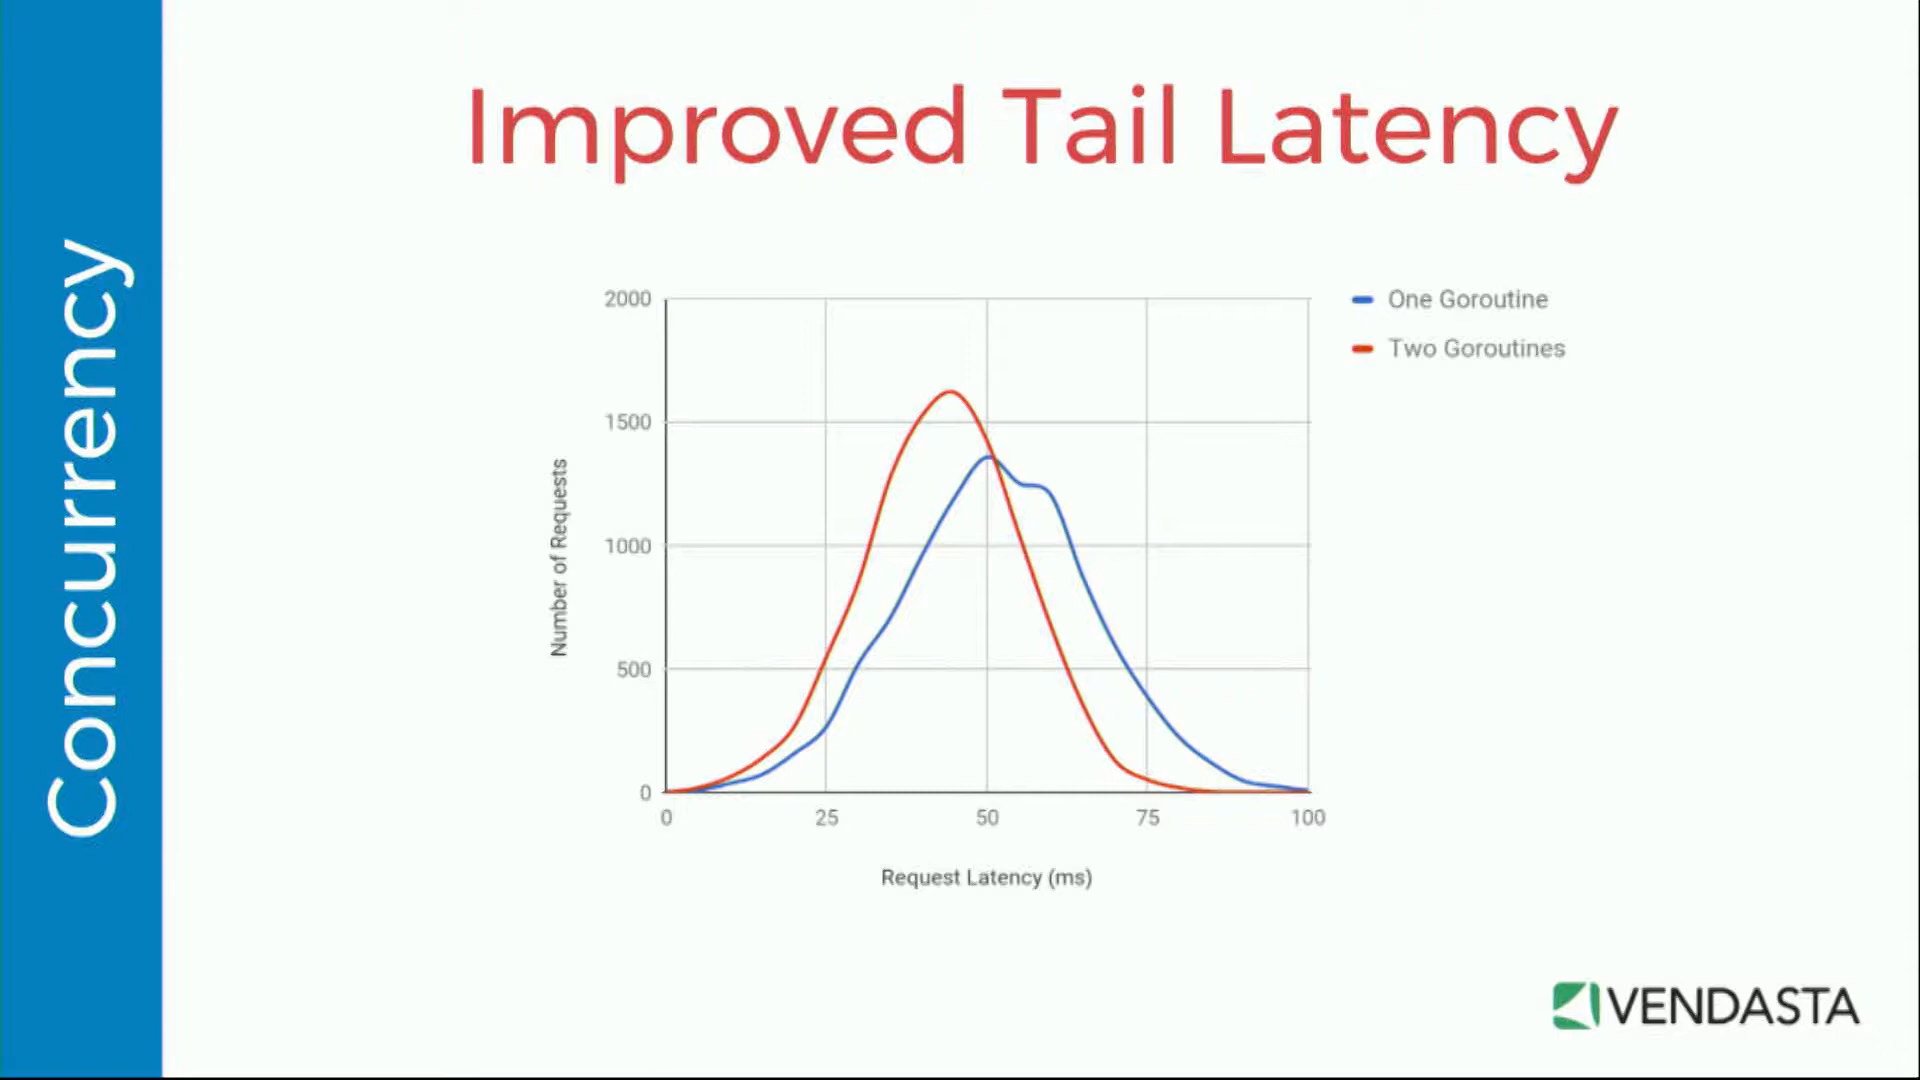 Concurrency
Improved Tail Latency
One Goroutine
Two Goroutines
Number of Requests
2000
1500
1000
500
0
0 25 50 75 100
Request Latency (ms)
VENDASTA